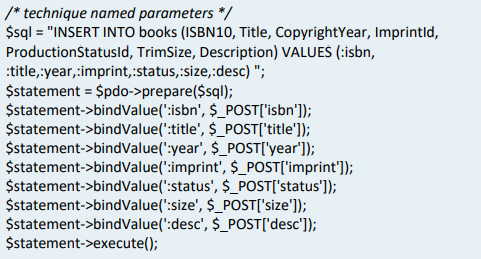 /* technique named parameters */
$sql = "INSERT INTO books (ISBN10, Title, CopyrightYear, ImprintId,
ProductionStatusId, TrimSize, Description) VALUES (:isbn,
:title,:year,:imprint,:status,:size,:desc) ";
$statement = $pdo->prepare($sql);
$statement->bindValue(':isbn', $_POST['isbn']);
$statement->bindValue(':title', $_POST['title']);
$statement->bindValue(':year', $_POST['year']);
$statement->bindValue(':imprint', $_POST['imprint']);
$statement->bindValue(':status', $_POST['status']);
$statement->bindValue(':size', $_POST['size']);
$statement->bindValue(':desc', $_POST['desc']);
$statement->execute();